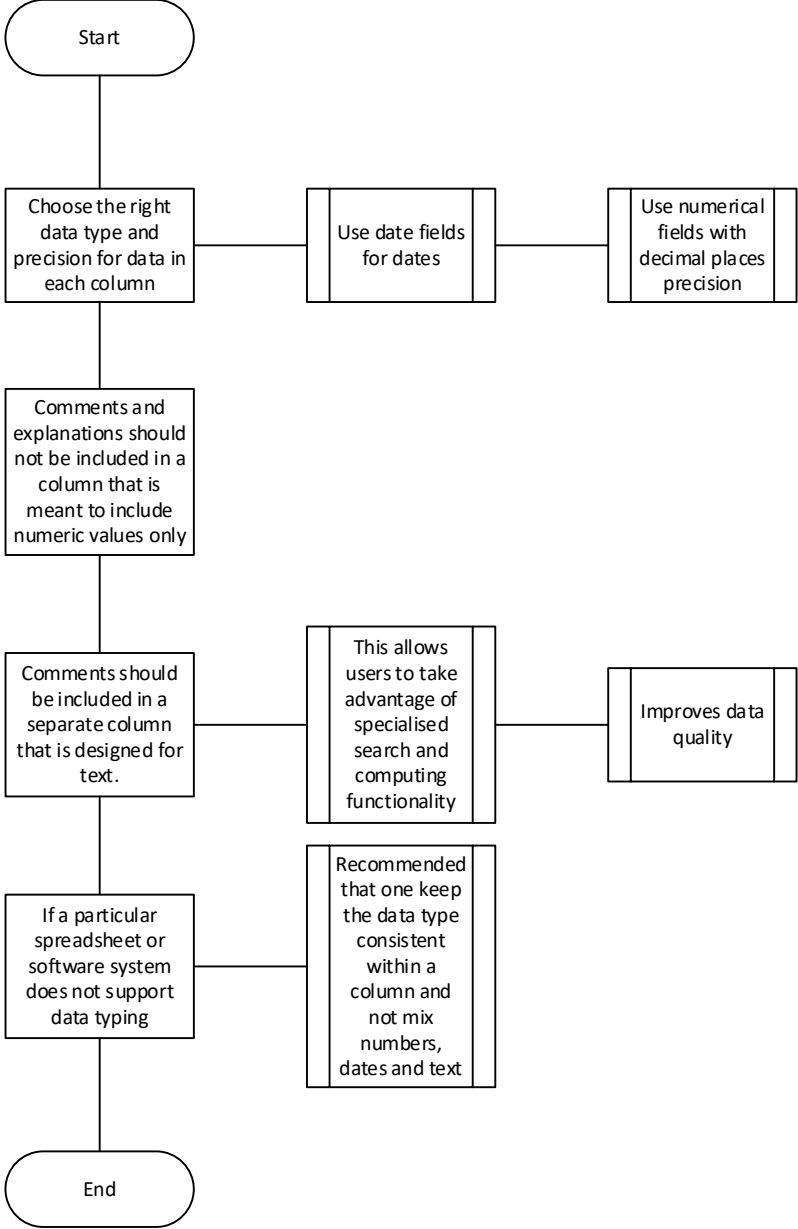 Start
Choose the right
data type and
precision for data in
each column
Use date fields
for dates
Use numerical
fields with
decimal places
precision
Comments and
explanations should
not be included in a
column that is
meant to include
numeric values only
Comments should
be included in a
separate column
that is designed for
text.
This allows
users to take
advantage of
specialised
search and
computing
functionality
Improves data
quality
If a particular
spreadsheet or
software system
does not support
data typing
Recommended
that one keep
the data type
consistent
within a
column and
not mix
numbers,
dates and text
End